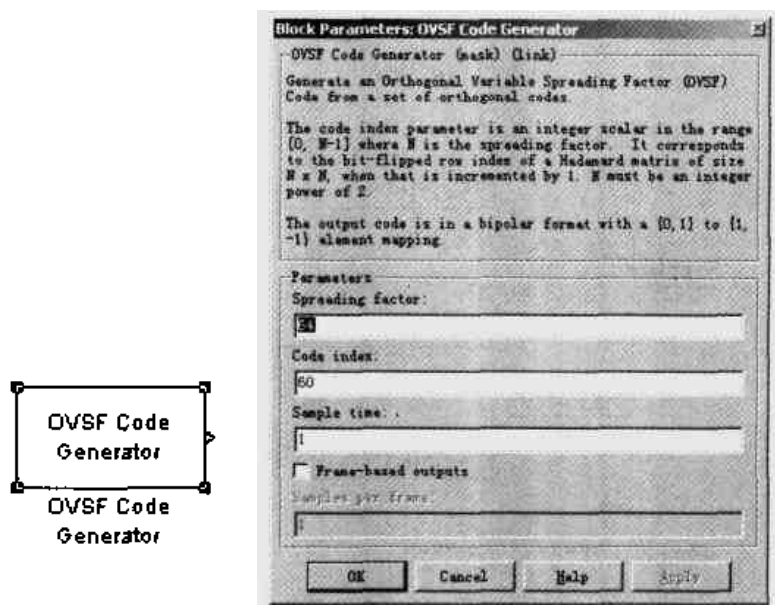 OVSF Code
Generator
OVSF Code
Generator
Block Parameters: OVSF Code Generator
OVSF Code Generator (mask) (link)
Generate an Orthogonal Variable Spreading Factor (OVSF)
Code from a set of orthogonal codes.
The code index parameter is an integer scalar in the range
[0, N-1] where N is the spreading factor. It corresponds
to the bit-flipped row index of a Hadamard matrix of size
N x N, when that is incremented by 1. N must be an integer
power of 2.
The output code is in a bipolar format with a {0,1} to {1,
-1} element mapping.
Parameters
Spreading factor:
64
Code index:
60
Sample time:
1
Frame-based outputs
Samples per frame:
1
OK Cancel Help Apply